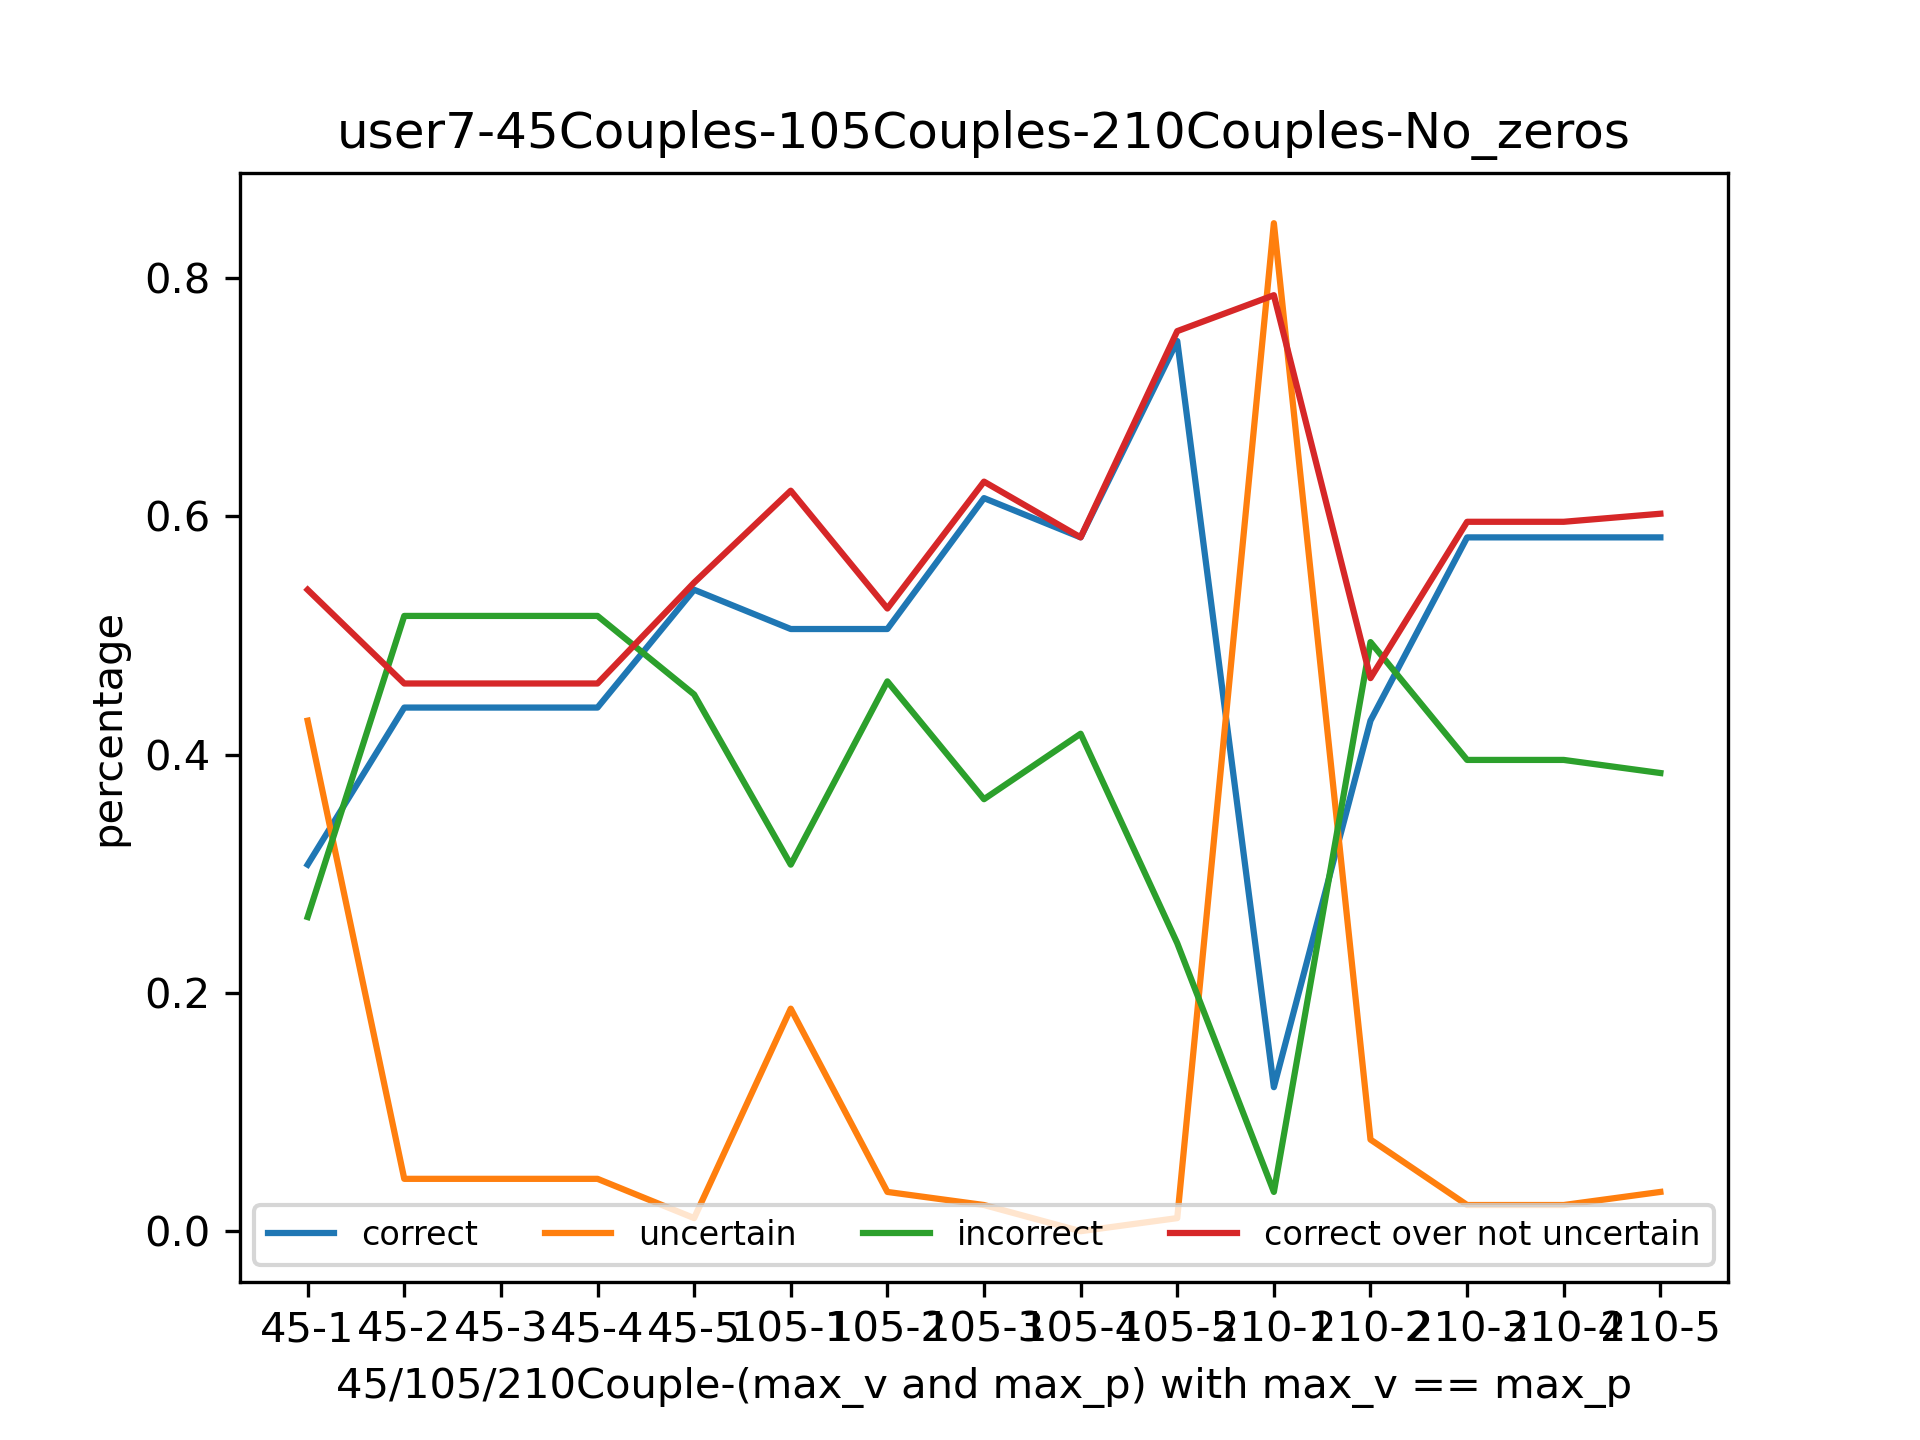 user7-45Couples-105Couples-210Couples-No_zeros
percentage
0.8
0.6
0.4
0.2
0.0
correct uncertain incorrect correct over not uncertain
45-1 45-2 45-3 45-4 45-5 105-1 105-2 105-3 105-4 105-5 210-1 210-2 210-3 210-4 210-5
45/105/210Couple-(max_v and max_p) with max_v == max_p